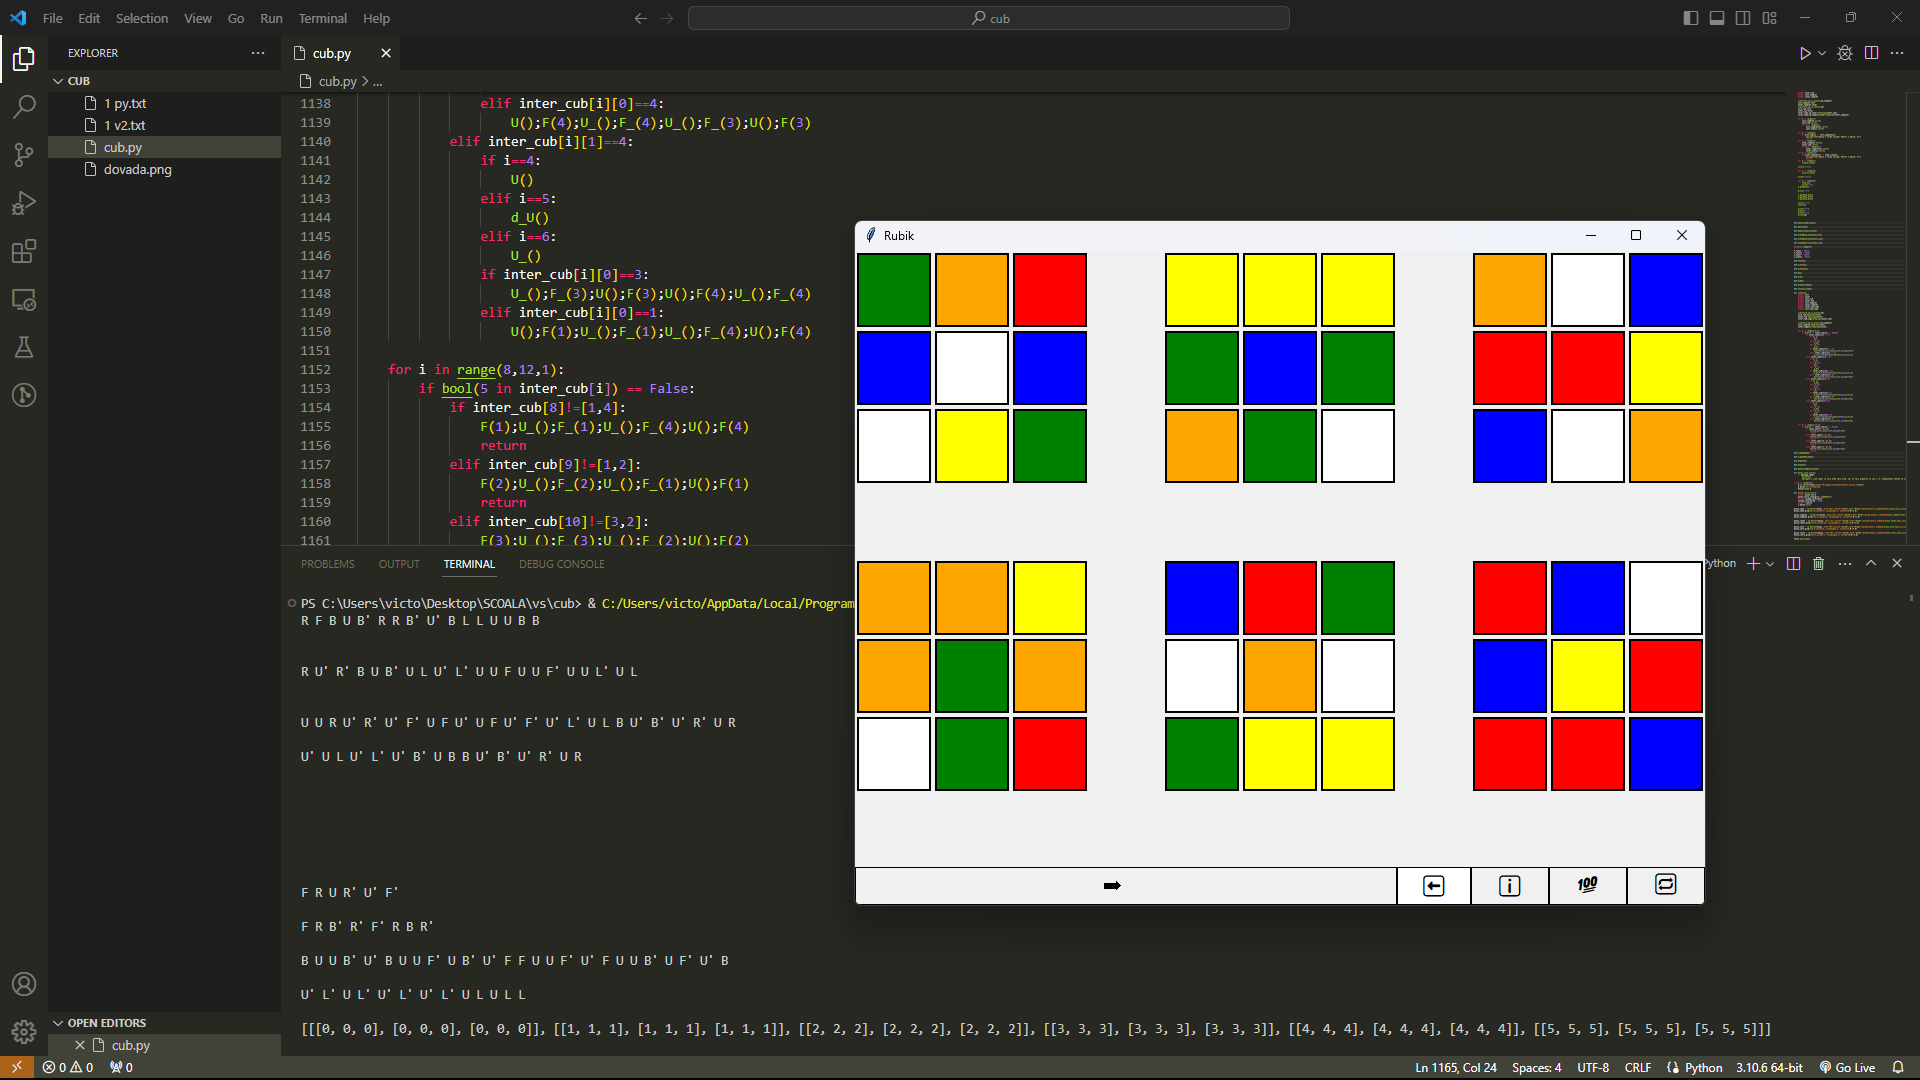 File Edit Selection View Go Run Terminal Help
cub
EXPLORER
CUB
1 py.txt
1 v2.txt
cub.py
dovada.png
OPEN EDITORS
cub.py
cub.py
cub.py > ...
1138 elif inter_cub[i][0]==4:
1139 U();F(4);U_();F_(4);U_();F_(3);U();F(3)
1140 elif inter_cub[i][1]==4:
1141 if i==4:
1142 U()
1143 elif i==5:
1144 d_U()
1145 elif i==6:
1146 U_()
1147 if inter_cub[i][0]==3:
1148 U_();F_(3);U();F(3);U();F(4);U_();F_(4)
1149 elif inter_cub[i][0]==1:
1150 U();F(1);U_();F_(1);U_();F_(4);U();F(4)
1151
1152 for i in range(8,12,1):
1153 if bool(5 in inter_cub[i]) == False:
1154 if inter_cub[8]!=[1,4]:
1155 F(1);U_();F_(1);U_();F_(4);U();F(4)
1156 return
1157 elif inter_cub[9]!=[1,2]:
1158 F(2);U_();F_(2);U_();F_(1);U();F(1)
1159 return
1160 elif inter_cub[10]!=[3,2]:
1161 F(3);U_();F_(3);U_();F_(2);U();F(2)
PROBLEMS OUTPUT TERMINAL DEBUG CONSOLE
ython
PS C:\Users\victo\Desktop\SCOALA\vs\cub> & C:/Users/victo/AppData/Local/Program
R F B U B' R R B' U' B L L U U B B
R U' R' B U B' U L U' L' U U F U U F' U U L' U L
U U R U' R' U' F' U F U' U F U' F' U' L' U L B U' B' U' R' U R
U' U L U' L' U' B' U B B U' B' U' R' U R
F R U R' U' F'
F R B' R' F' R B R'
B U U B' U' B U U F' U B' U' F F U U F' U' F U U B' U F' U' B
U' L' U L' U' L' U' L' U L U L L
[[[0, 0, 0], [0, 0, 0], [0, 0, 0]], [[1, 1, 1], [1, 1, 1], [1, 1, 1]], [[2, 2, 2], [2, 2, 2], [2, 2, 2]], [[3, 3, 3], [3, 3, 3], [3, 3, 3]], [[4, 4, 4], [4, 4, 4], [4, 4, 4]], [[5, 5, 5], [5, 5, 5], [5, 5, 5]]]
Rubik
100
0 0 0 Ln 1165, Col 24 Spaces: 4 UTF-8 CRLF Python 3.10.6 64-bit Go Live